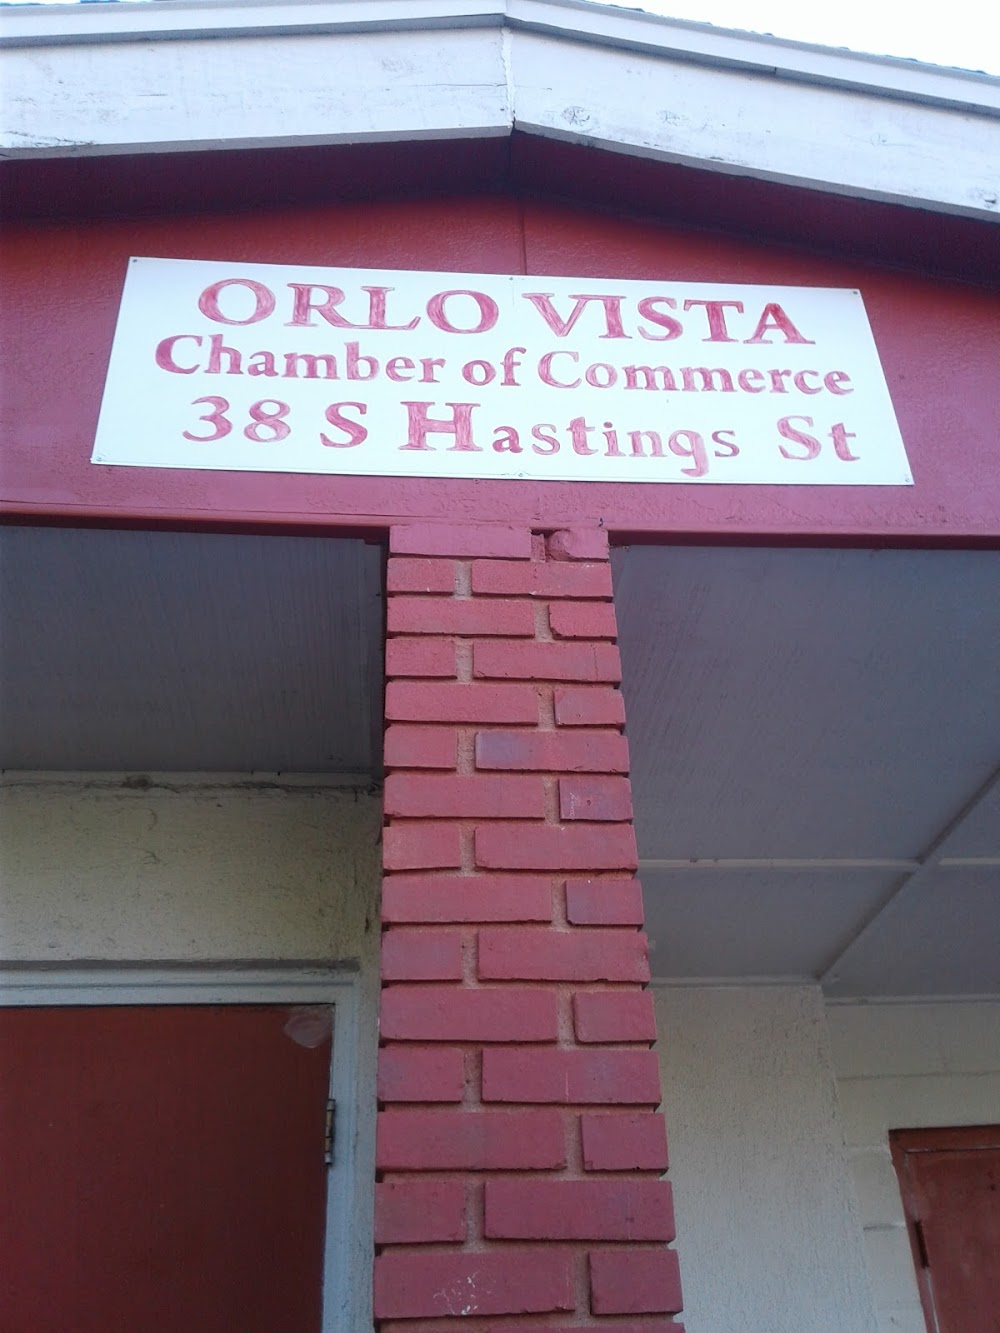 ORLO VISTA
Chamber of Commerce
38 S Hastings St